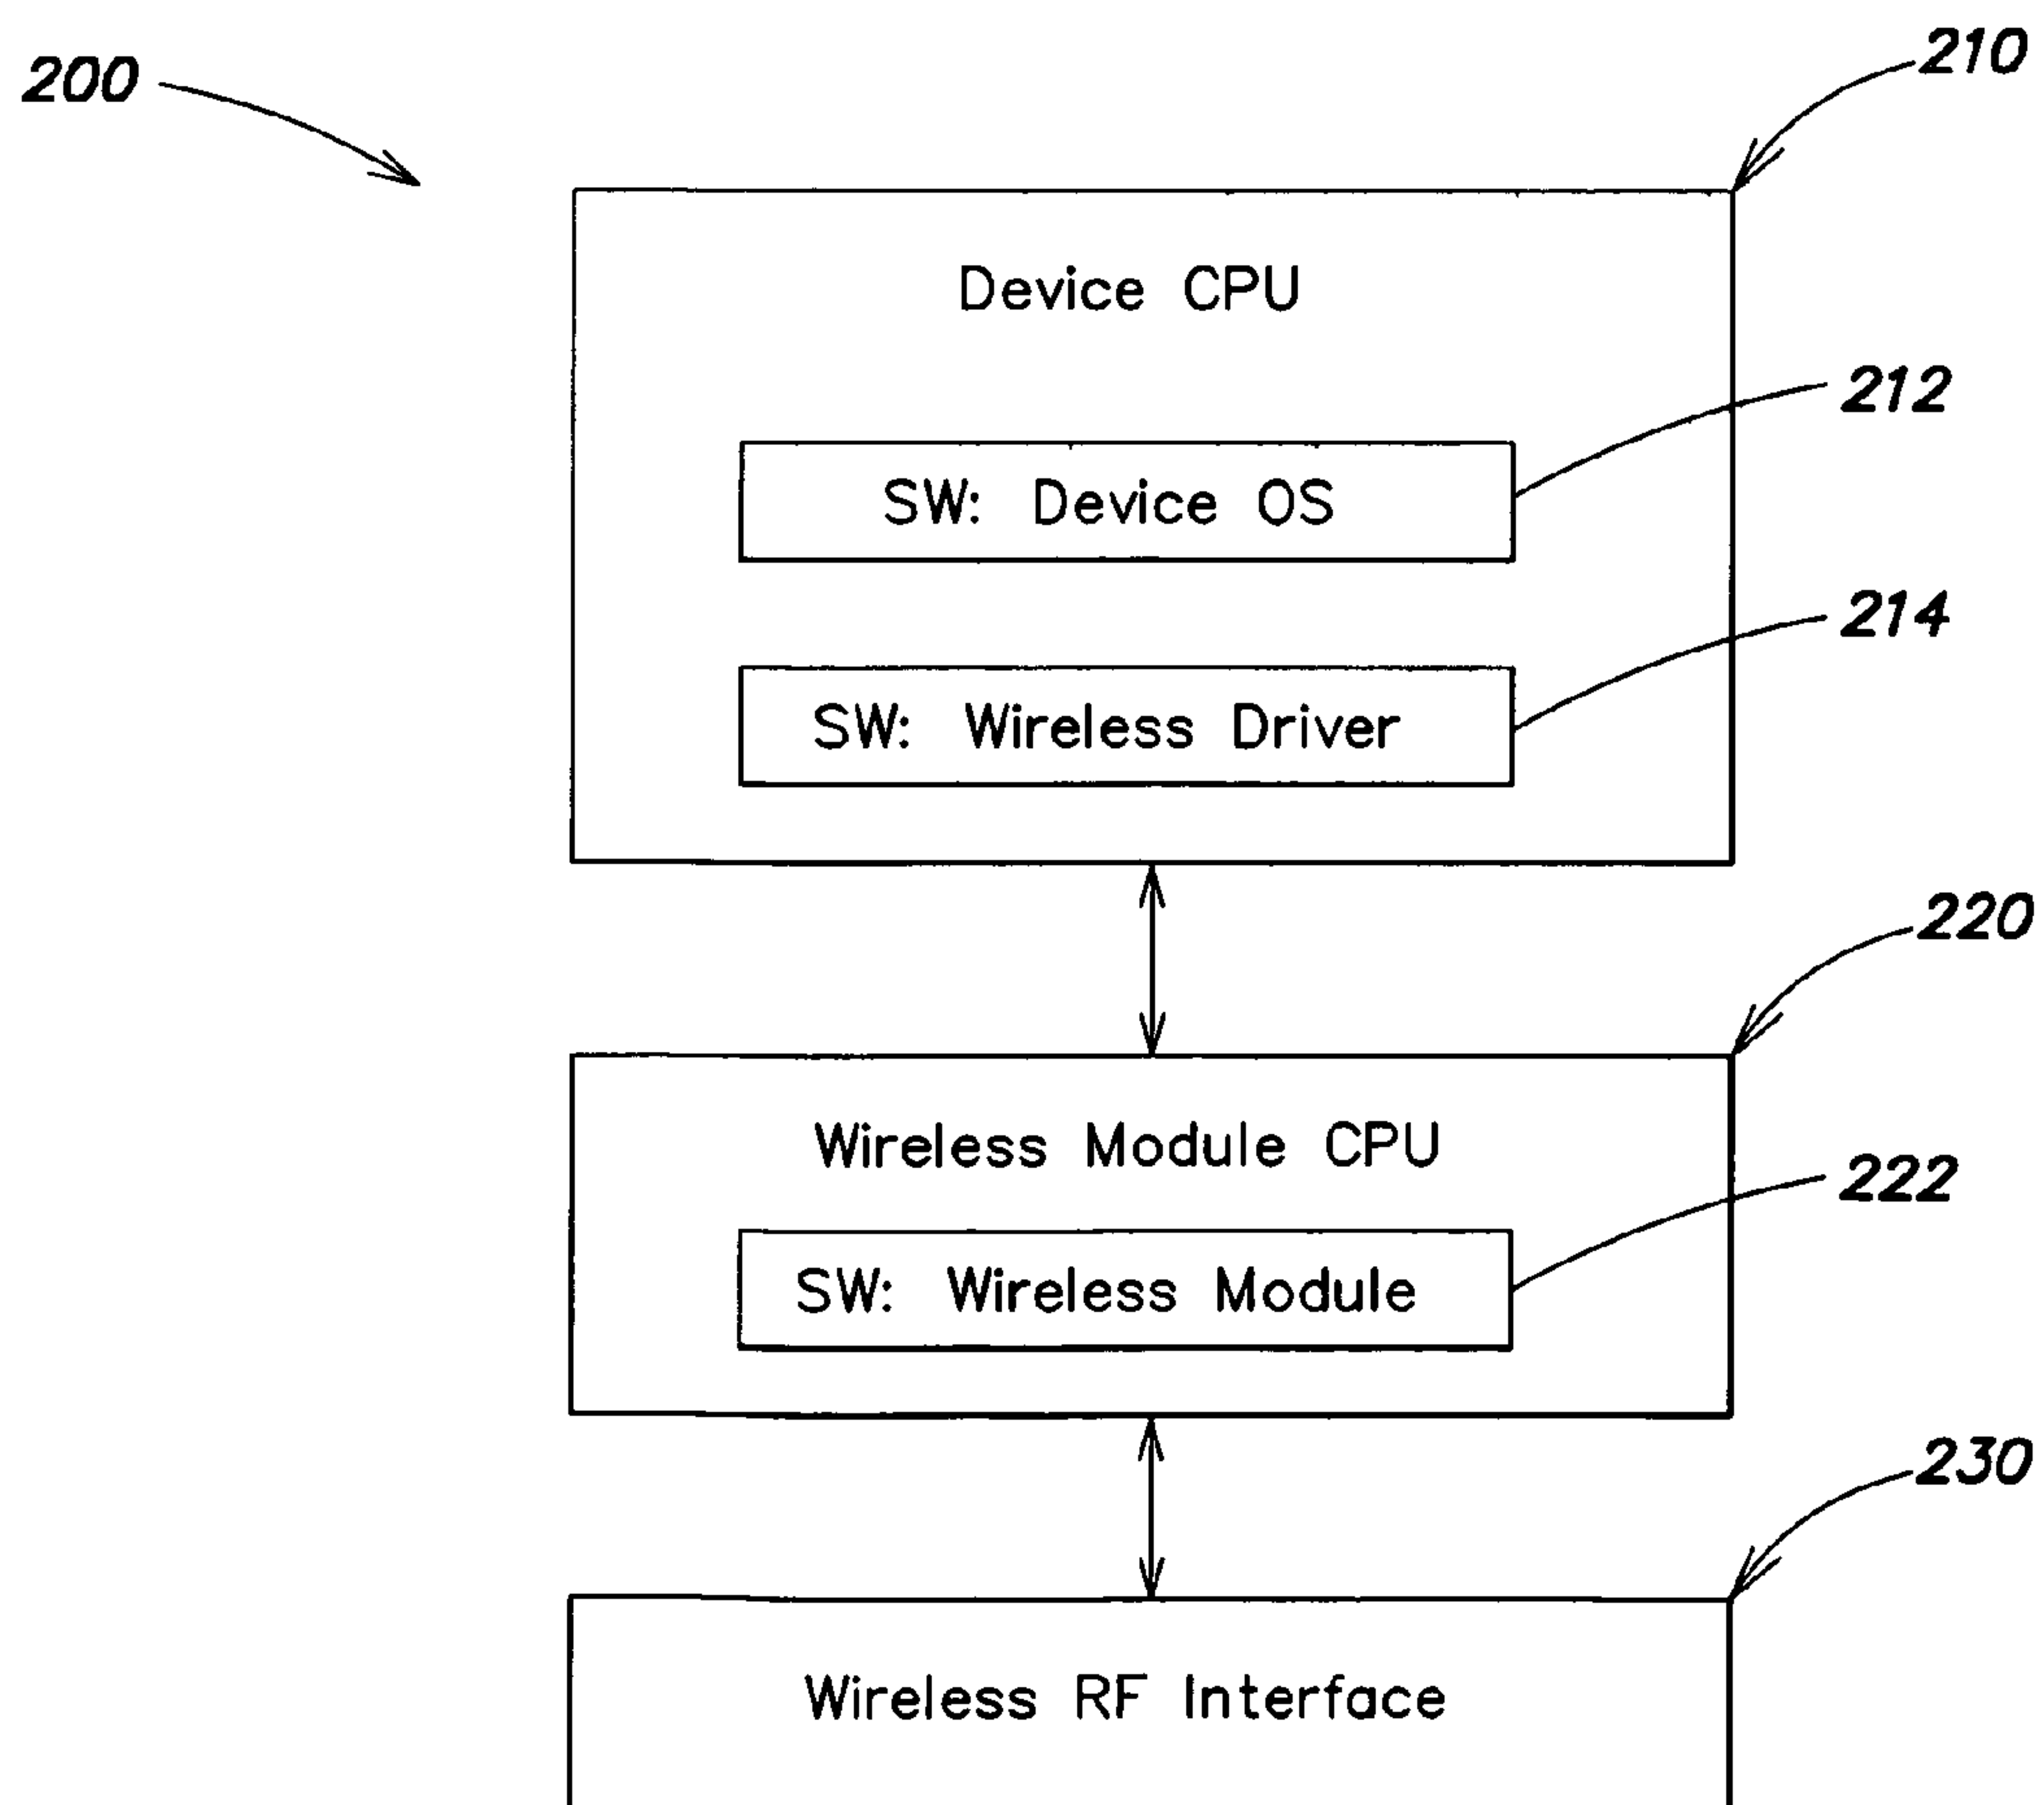 200
210
Device CPU
212
SW: Device OS
214
SW: Wireless Driver
220
Wireless Module CPU
222
SW: Wireless Module
230
Wireless RF Interface